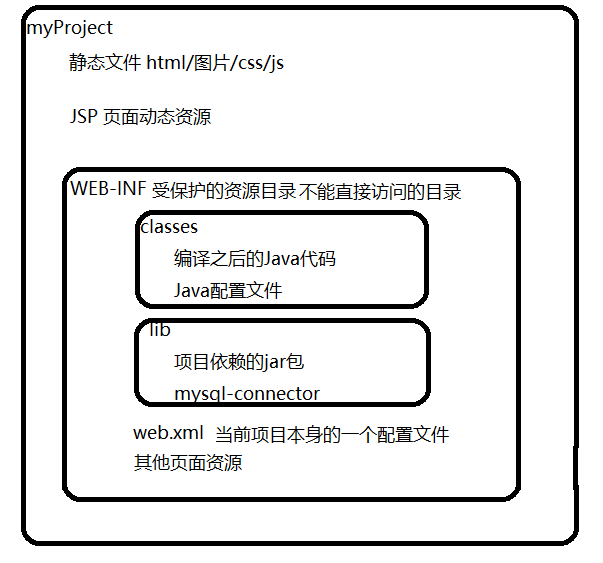 myProject
静态文件 html/图片/css/js
JSP 页面动态资源
WEB-INF 受保护的资源目录 不能直接访问的目录
classes
编译之后的Java代码
Java配置文件
lib
项目依赖的jar包
mysql-connector
web.xml 当前项目本身的一个配置文件
其他页面资源